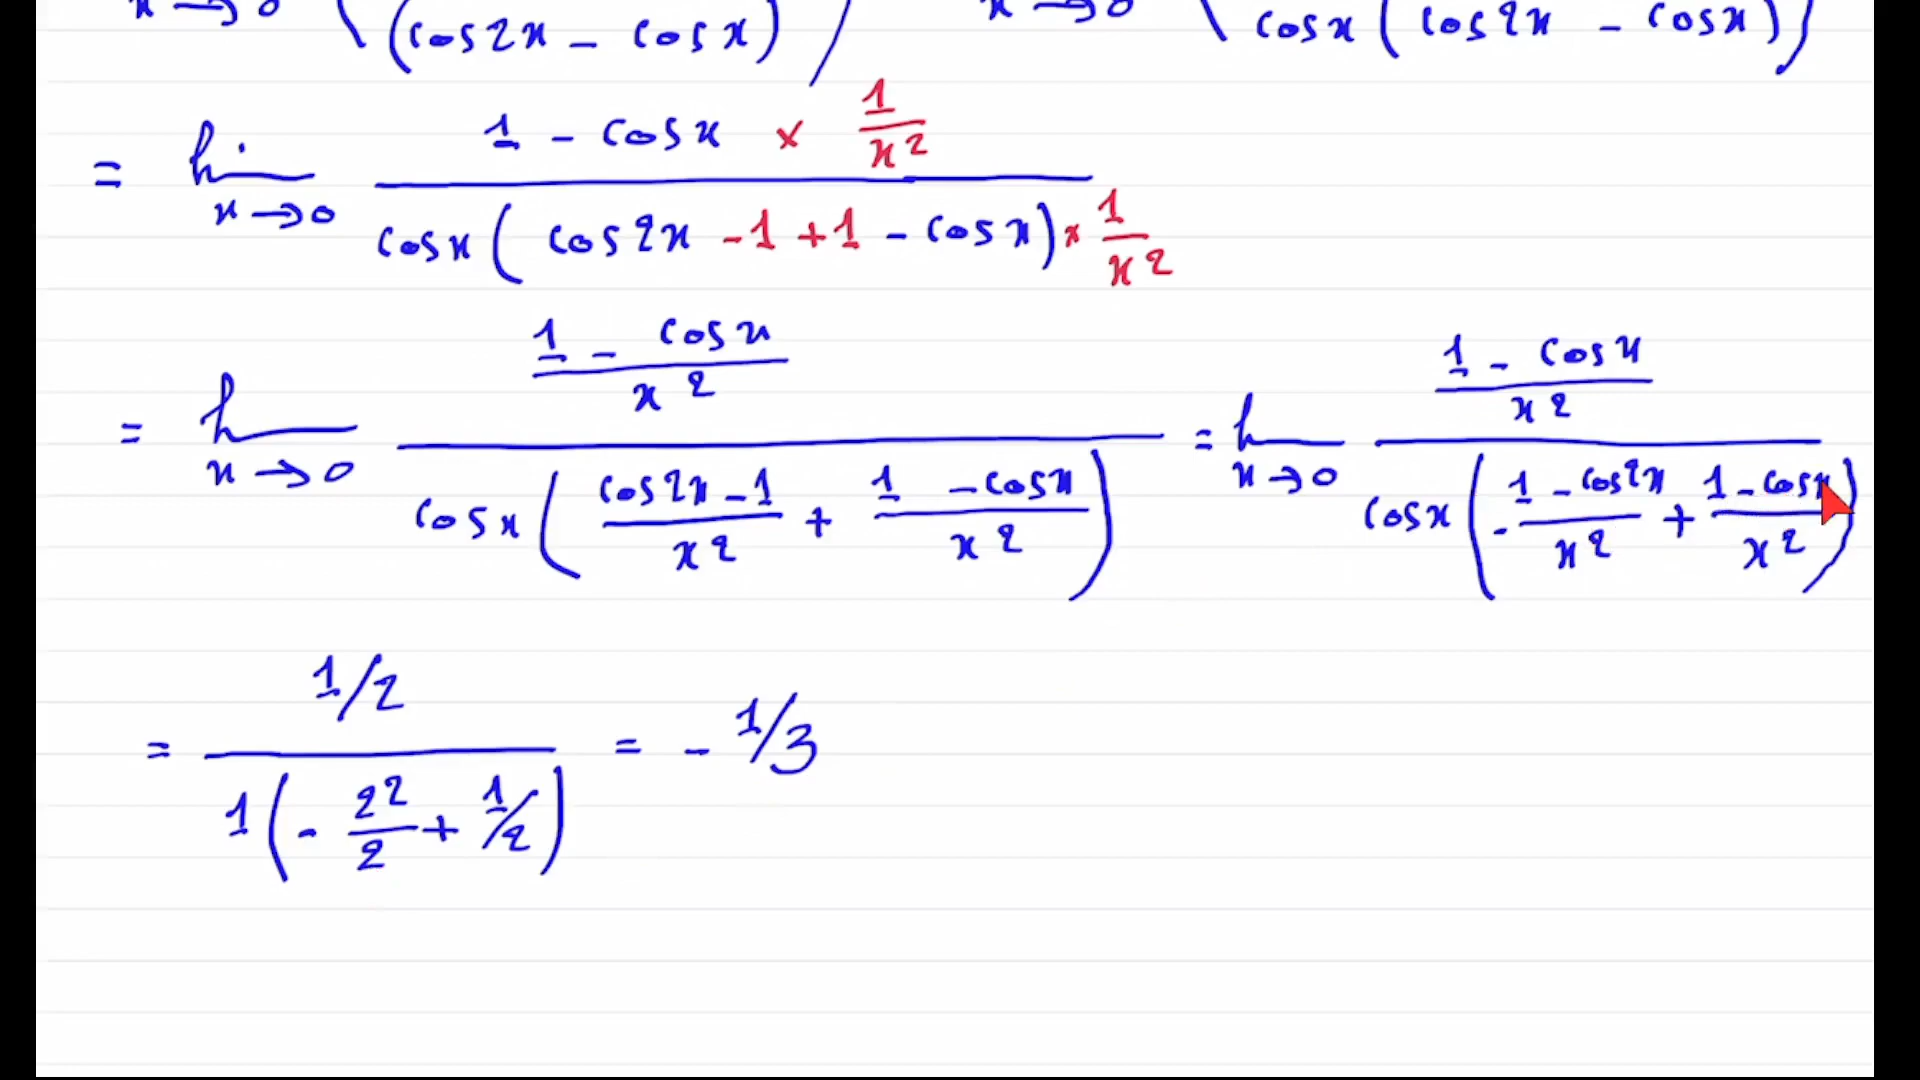 x → 0 ( (cos2x - cosx) ) x → 0 ( cosx (cos2x - cosx) )
= lim x → 0 (1 - cosx × 1/x²) / (cosx ( cos2x -1 +1 - cosx) × 1/x²)
= lim x → 0 ((1 - cosx)/x²) / (cosx ( (cos2x - 1)/x² + (1 - cosx)/x² )) = lim x → 0 ((1 - cosx)/x²) / (cosx ( - (1 - cos2x)/x² + (1 - cosx)/x² ))
= (1/2) / (1 ( - 2²/2 + 1/2 )) = - 1/3